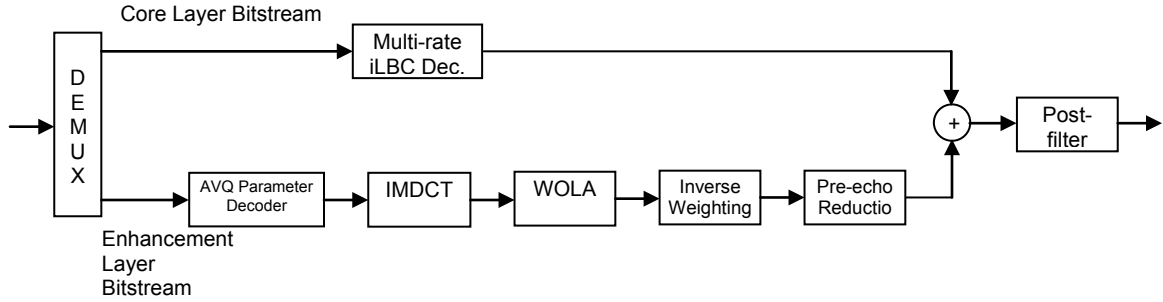 Core Layer Bitstream
DEMUX
Multi-rate
iLBC Dec.
+
Post-
filter
AVQ Parameter
Decoder
IMDCT
WOLA
Inverse
Weighting
Pre-echo
Reductio
Enhancement
Layer
Bitstream